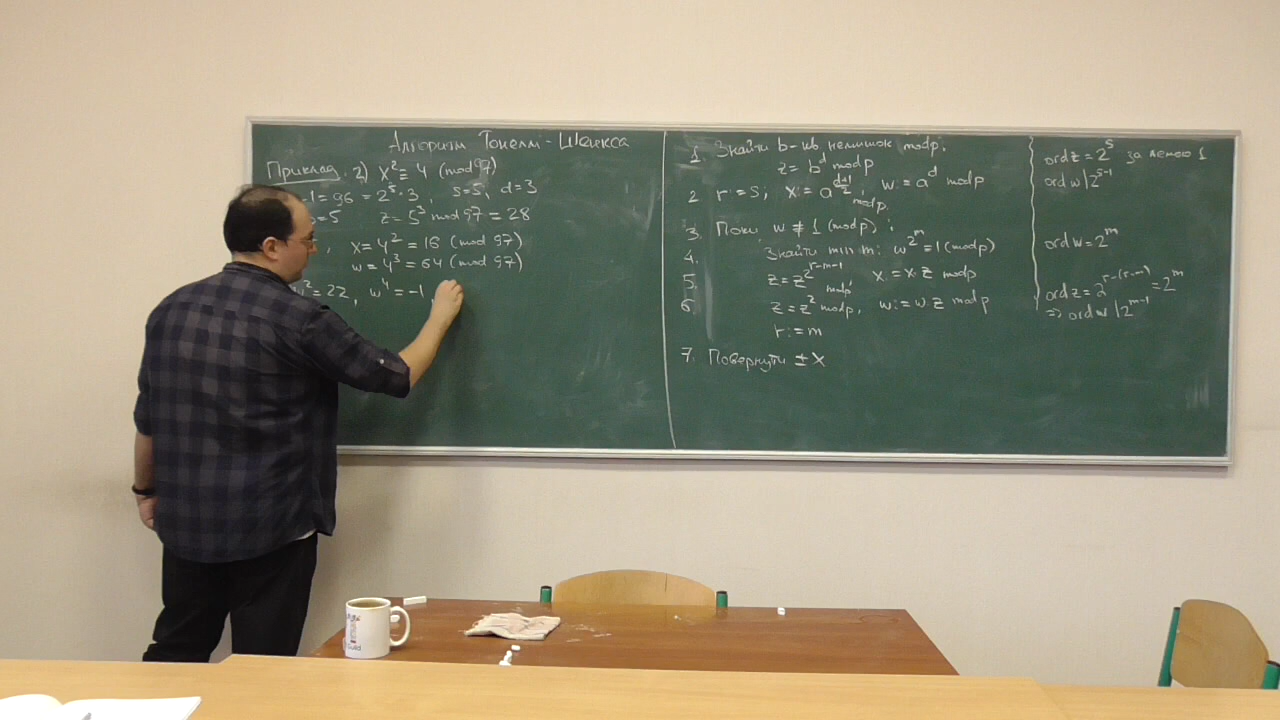 Алгоритм Тонелли - Шенкса
Приклад. 2) x² ≡ 4 (mod 97)
-1 = 96 = 2⁵·3, s=5, d=3
=5 z = 5³ mod 97 = 28
, x = 4² = 16 (mod 97)
w = 4³ = 64 (mod 97)
² = 22, w⁴ = -1
1. Знайти b - кв нелишок mod p.
z = b^d mod p
2 r := s; x := a^((d+1)/2) mod p, w := a^d mod p
3. Поки w ≢ 1 (mod p):
4. Знайти min m: w^(2^m) = 1 (mod p)
5. z = z^(2^(r-m-1)) mod p, x := x·z mod p
6 z = z² mod p, w := w·z mod p
r := m
7. Повернути ± x
ord z = 2^s за лемою 1
ord w | 2^(s-1)
ord w = 2^m
ord z = 2^(r-(r-m)) = 2^m
⇒ ord w | 2^(m-1)